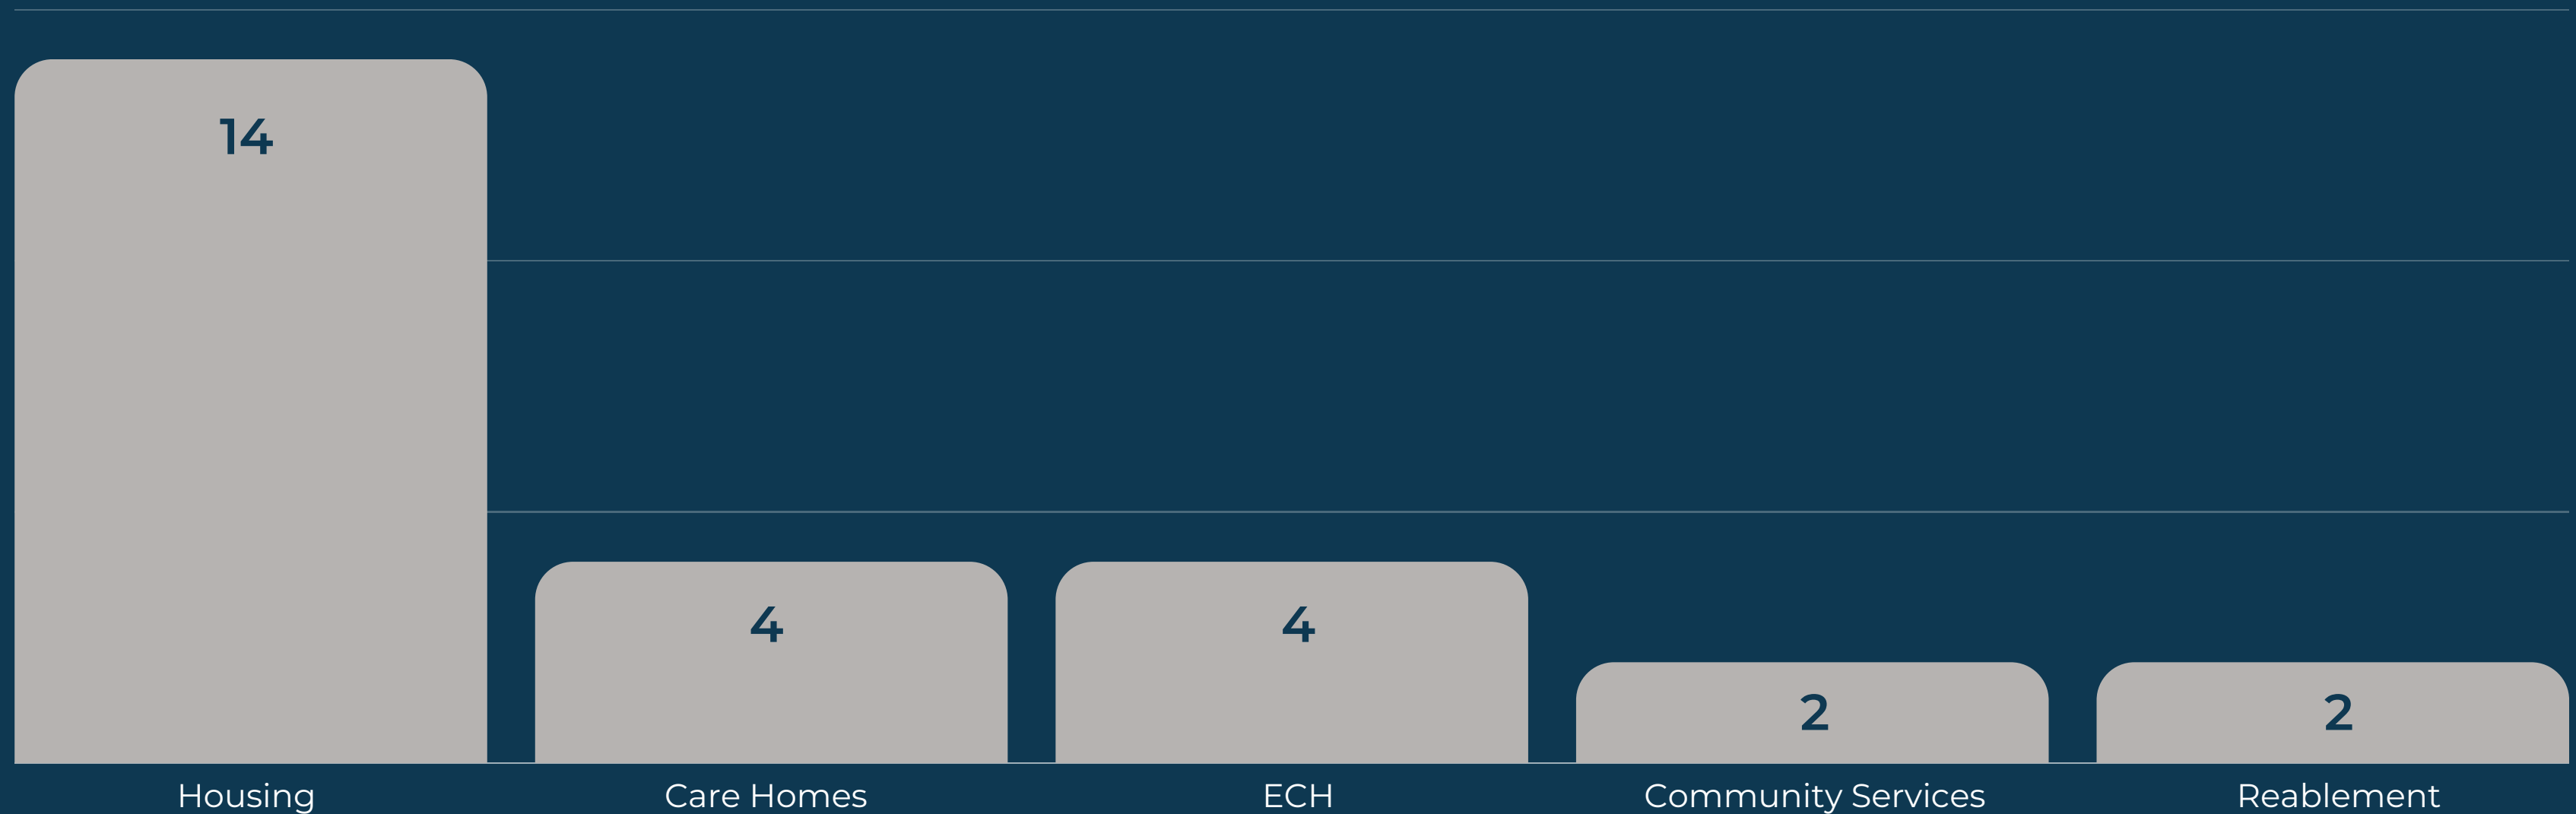 14
4
4
2
2
Housing
Care Homes
ECH
Community Services
Reablement